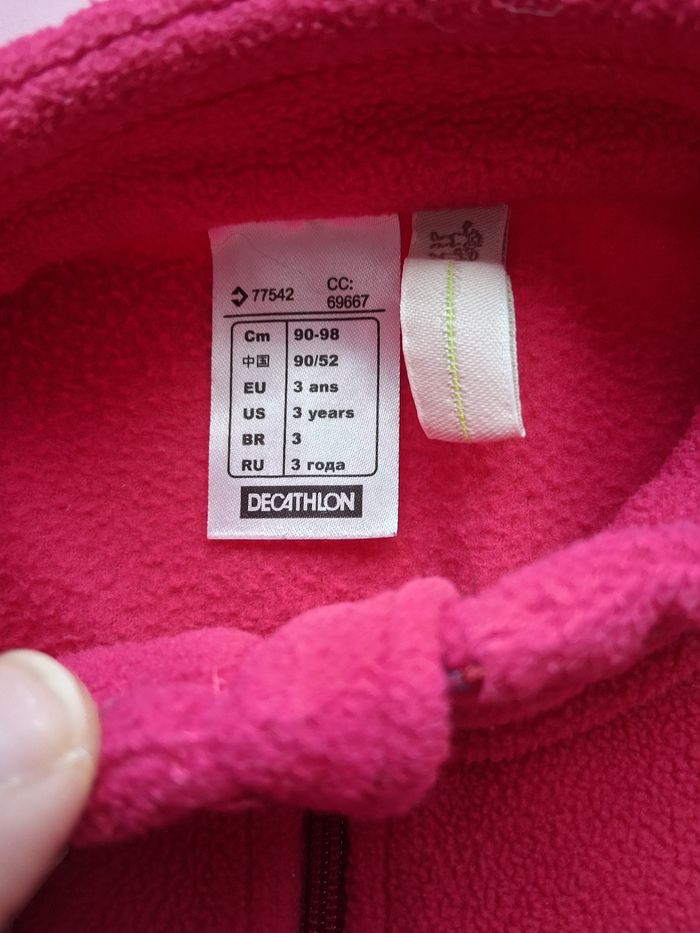 77542 CC: 69667
Cm 90-98
中国 90/52
EU 3 ans
US 3 years
BR 3
RU 3 года
DECATHLON